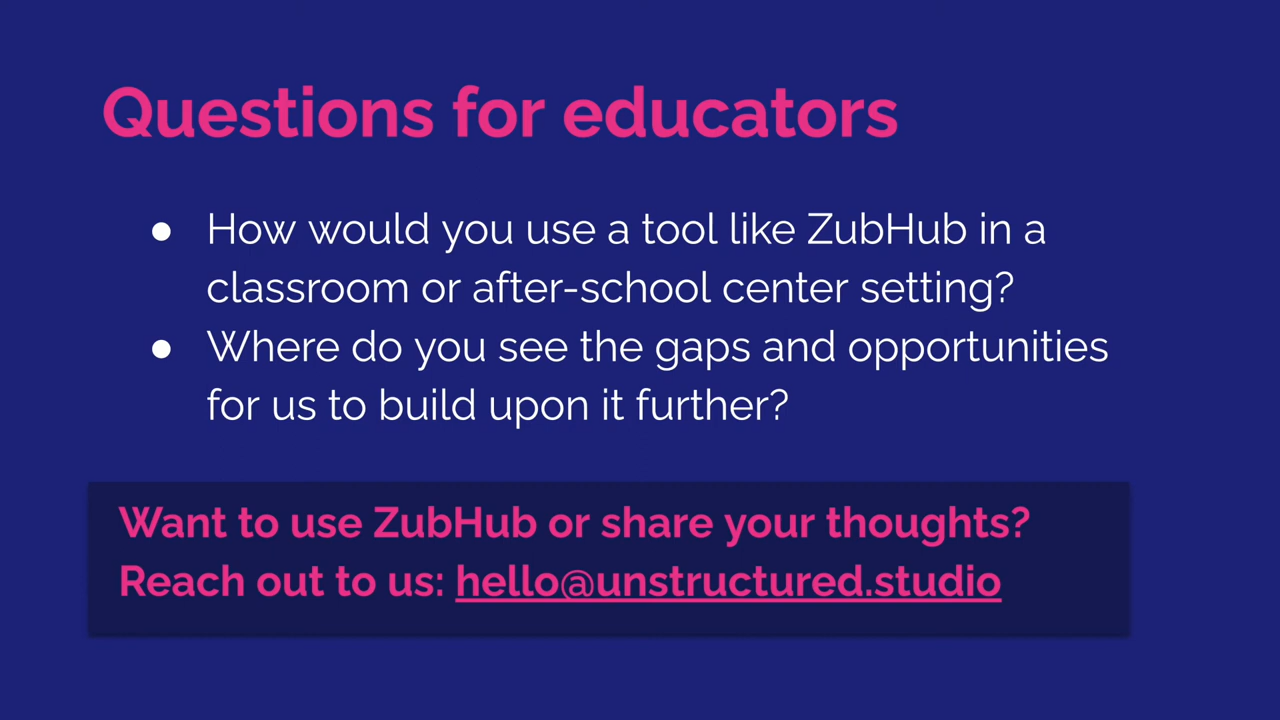 Questions for educators
● How would you use a tool like ZubHub in a
classroom or after-school center setting?
● Where do you see the gaps and opportunities
for us to build upon it further?
Want to use ZubHub or share your thoughts?
Reach out to us: hello@unstructured.studio